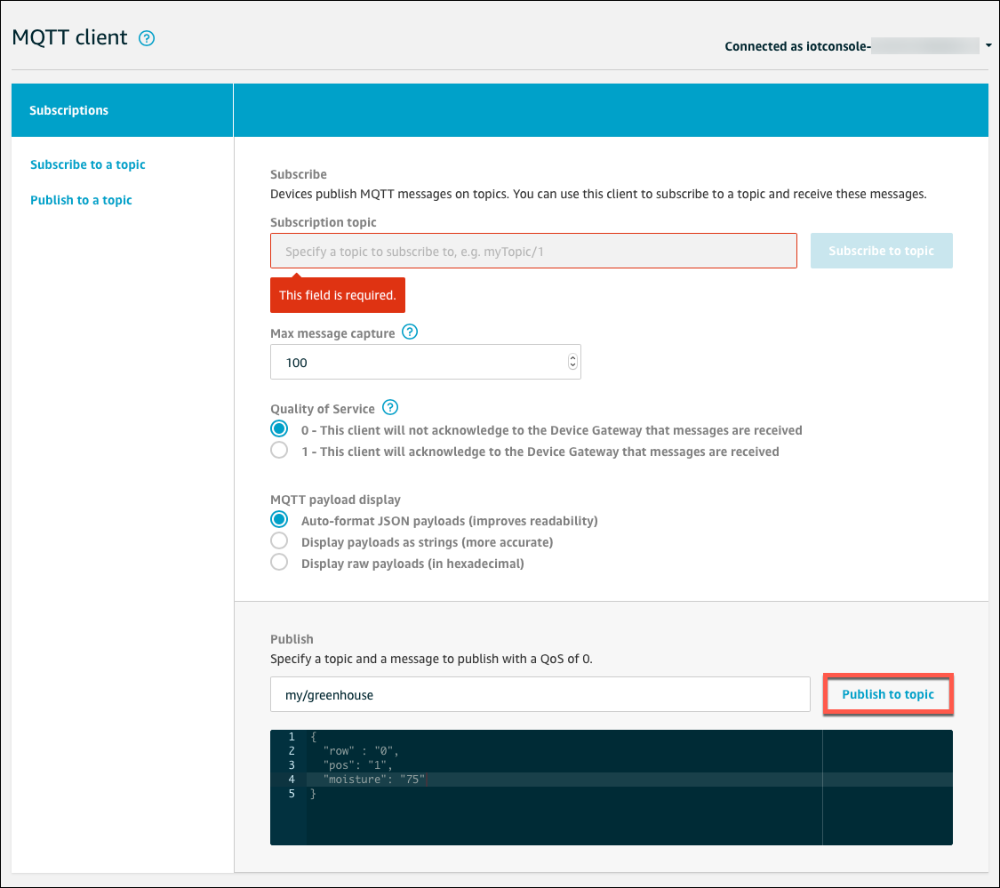 MQTT client ?
Connected as iotconsole-
Subscriptions
Subscribe to a topic
Publish to a topic
Subscribe
Devices publish MQTT messages on topics. You can use this client to subscribe to a topic and receive these messages.
Subscription topic
Specify a topic to subscribe to, e.g. myTopic/1
Subscribe to topic
This field is required.
Max message capture ?
100
Quality of Service ?
0 - This client will not acknowledge to the Device Gateway that messages are received
1 - This client will acknowledge to the Device Gateway that messages are received
MQTT payload display
Auto-format JSON payloads (improves readability)
Display payloads as strings (more accurate)
Display raw payloads (in hexadecimal)
Publish
Specify a topic and a message to publish with a QoS of 0.
my/greenhouse
Publish to topic
1 {
2 "row" : "0",
3 "pos": "1",
4 "moisture": "75"
5 }